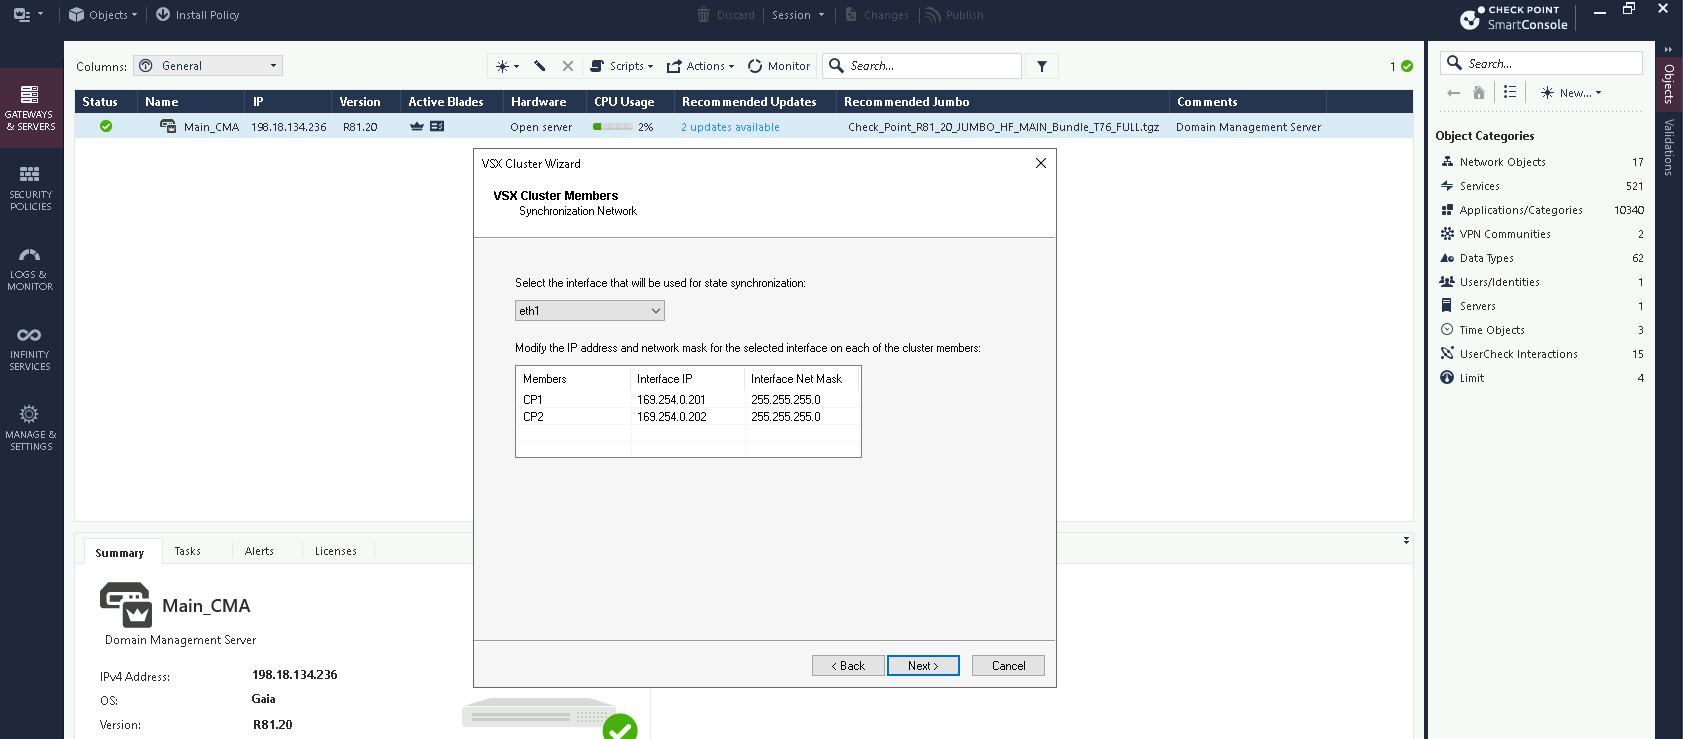 Objects
Install Policy
Discard
Session
Changes
Publish
CHECK POINT
SmartConsole
Columns:
General
Scripts
Actions
Monitor
Search...
1
Status
Name
IP
Version
Active Blades
Hardware
CPU Usage
Recommended Updates
Recommended Jumbo
Comments
Main_CMA
198.18.134.236
R81.20
Open server
2%
2 updates available
Check_Point_R81_20_JUMBO_HF_MAIN_Bundle_T76_FULL.tgz
Domain Management Server
GATEWAYS
& SERVERS
SECURITY
POLICIES
LOGS &
MONITOR
INFINITY
SERVICES
MANAGE &
SETTINGS
VSX Cluster Wizard
VSX Cluster Members
Synchronization Network
Select the interface that will be used for state synchronization:
eth1
Modify the IP address and network mask for the selected interface on each of the cluster members:
Members Interface IP Interface Net Mask
CP1 169.254.0.201 255.255.255.0
CP2 169.254.0.202 255.255.255.0
< Back
Next >
Cancel
Summary
Tasks
Alerts
Licenses
Main_CMA
Domain Management Server
IPv4 Address: 198.18.134.236
OS: Gaia
Version: R81.20
Search...
New...
Object Categories
Network Objects 17
Services 521
Applications/Categories 10340
VPN Communities 2
Data Types 62
Users/Identities 1
Servers 1
Time Objects 3
UserCheck Interactions 15
Limit 4
Objects
Validations